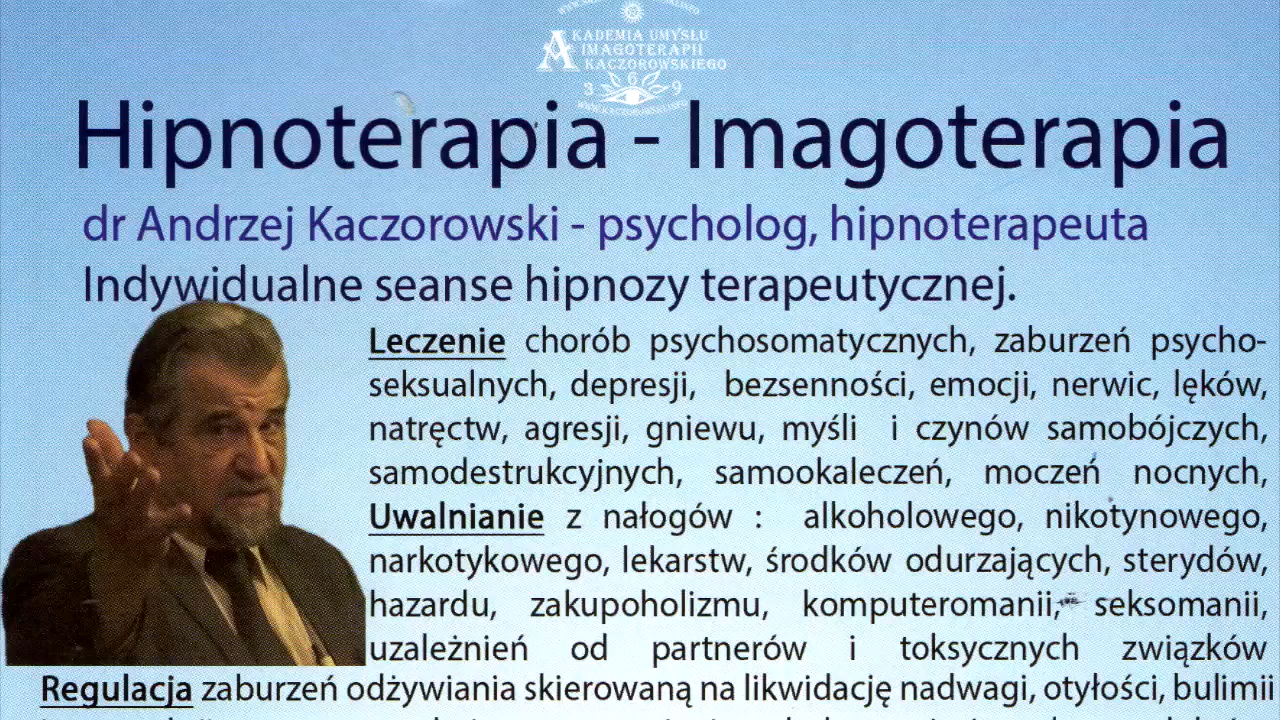 AKADEMIA UMYSŁU
IMAGOTERAPII
KACZOROWSKIEGO
3 6 9
WWW.KACZOROWSKI.INFO
Hipnoterapia - Imagoterapia
dr Andrzej Kaczorowski - psycholog, hipnoterapeuta
Indywidualne seanse hipnozy terapeutycznej.
Leczenie chorób psychosomatycznych, zaburzeń psycho-
seksualnych, depresji, bezsenności, emocji, nerwic, lęków,
natręctw, agresji, gniewu, myśli i czynów samobójczych,
samodestrukcyjnych, samookaleczeń, moczeń nocnych,
Uwalnianie z nałogów : alkoholowego, nikotynowego,
narkotykowego, lekarstw, środków odurzających, sterydów,
hazardu, zakupoholizmu, komputeromanii, seksomanii,
uzależnień od partnerów i toksycznych związków
Regulacja zaburzeń odżywiania skierowaną na likwidację nadwagi, otyłości, bulimii